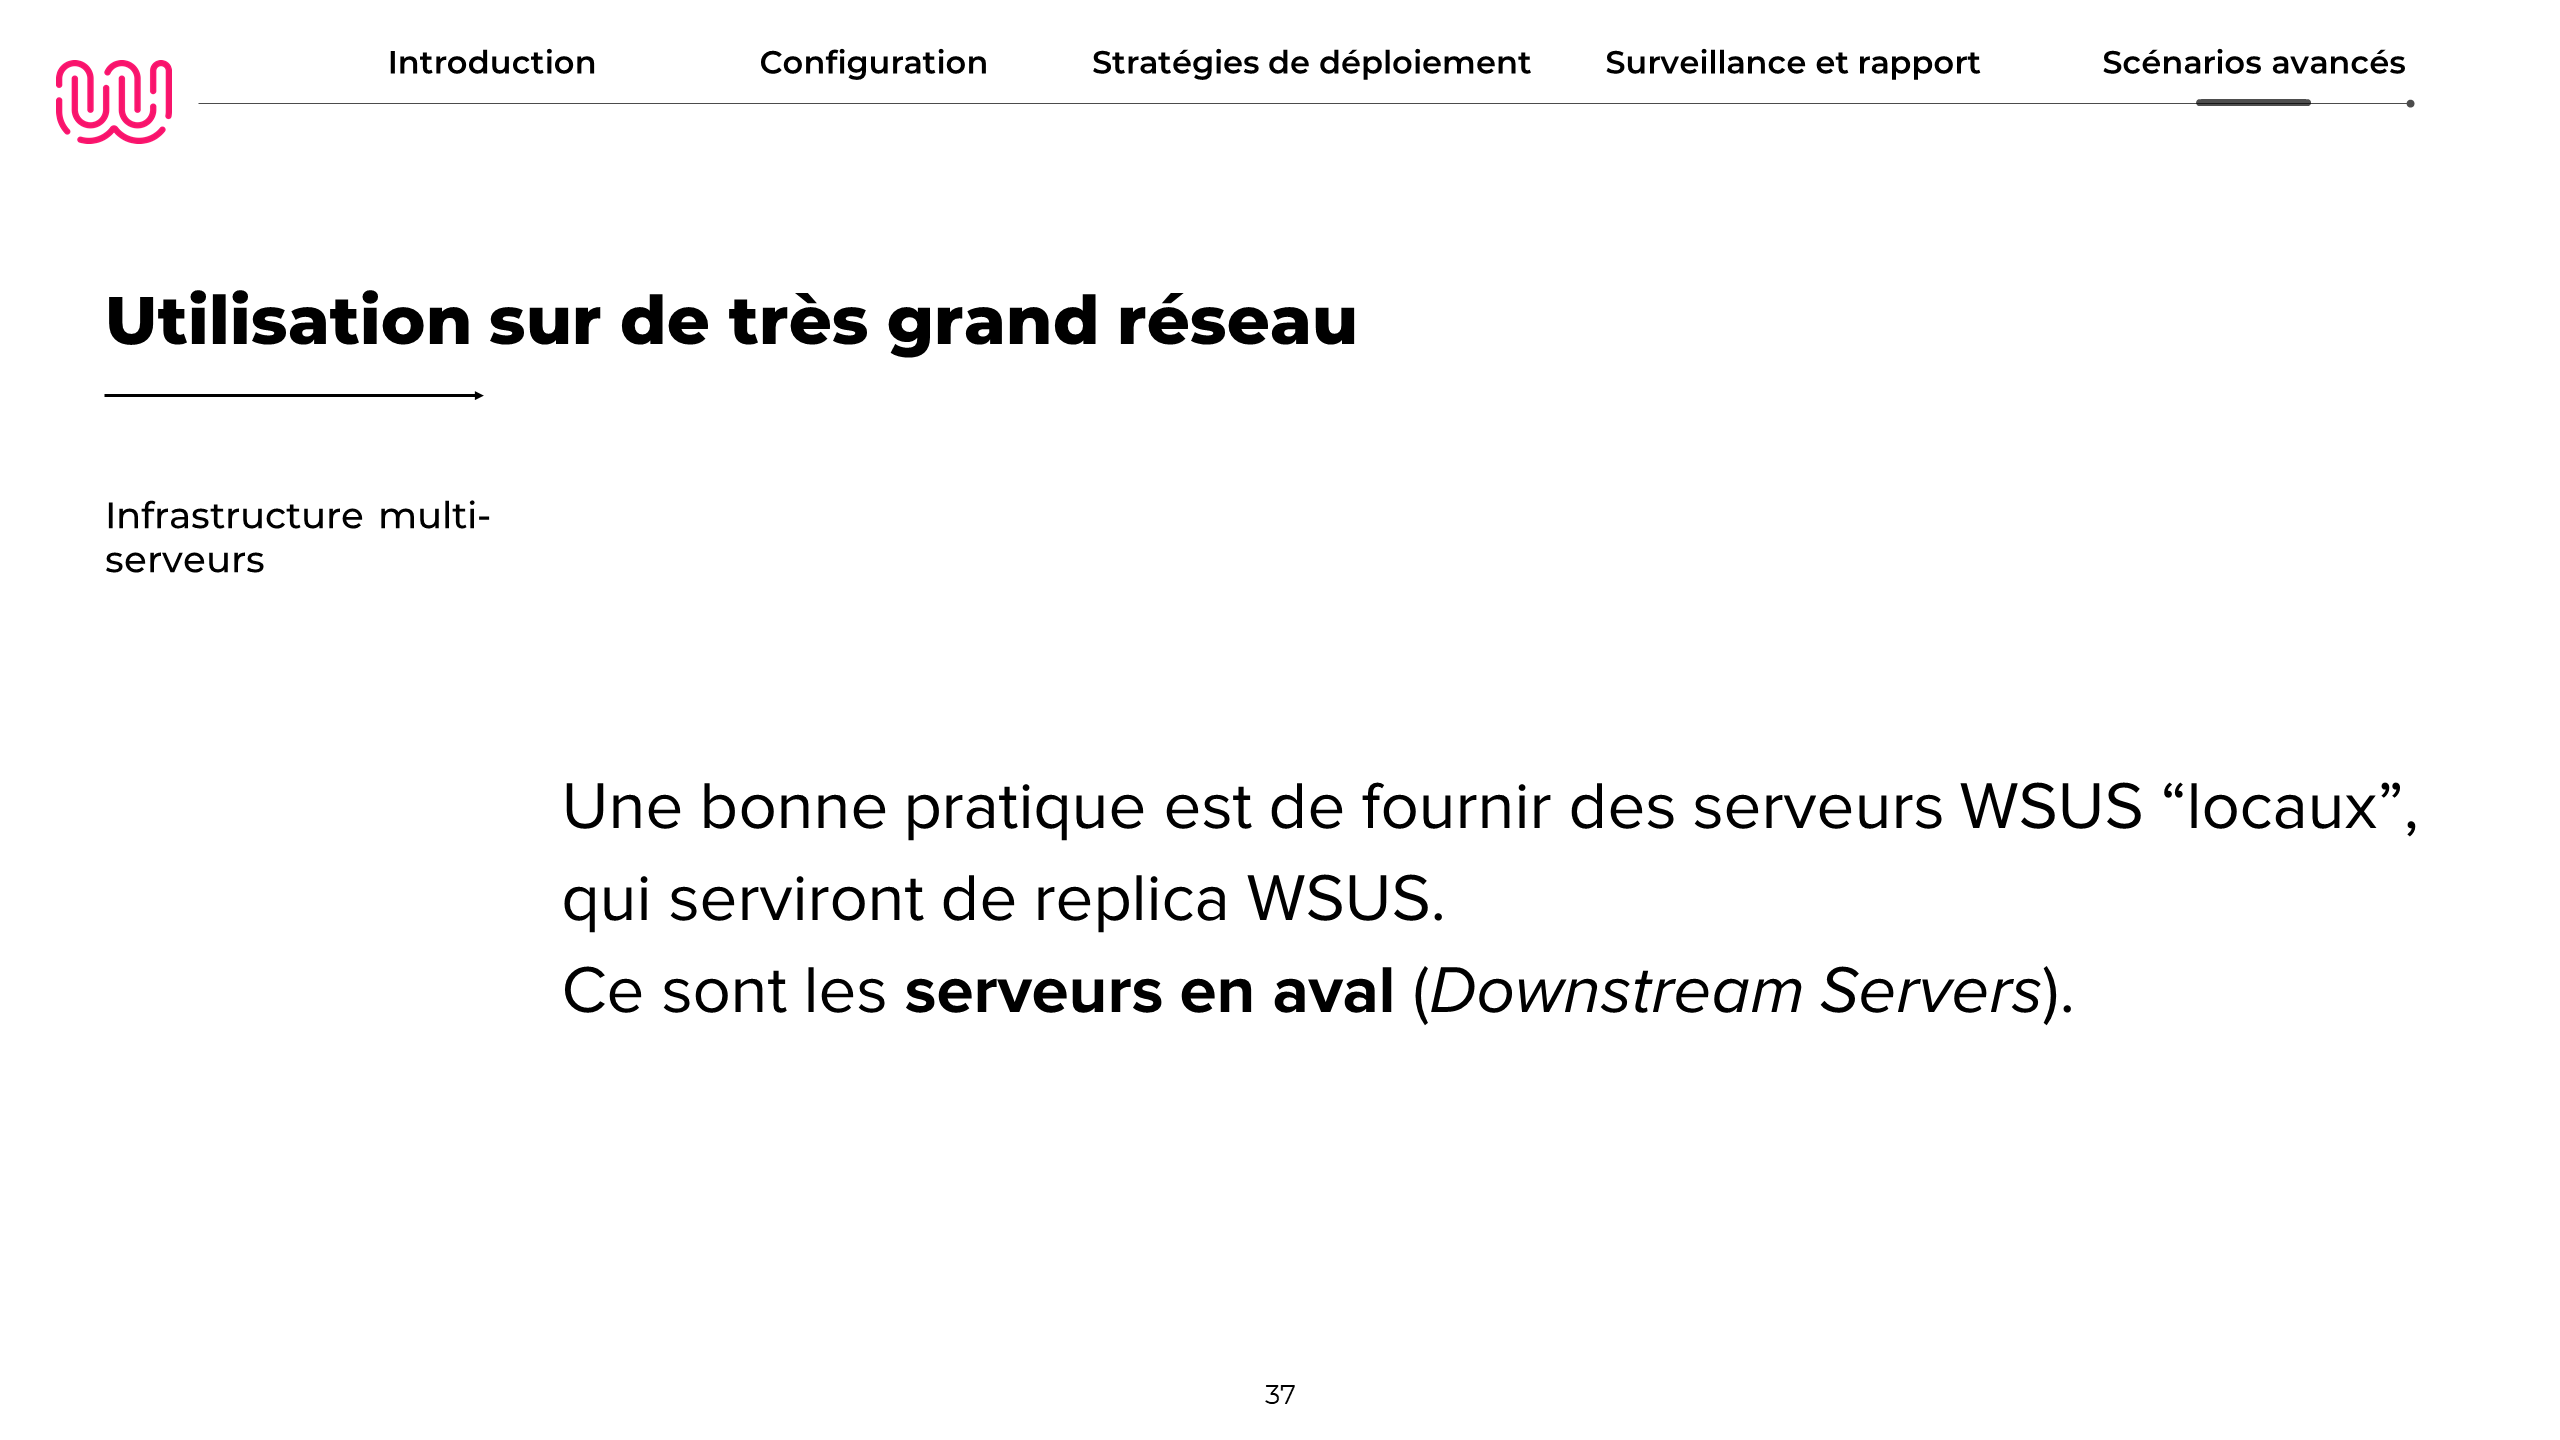 Introduction
Configuration
Stratégies de déploiement
Surveillance et rapport
Scénarios avancés
Utilisation sur de très grand réseau
Infrastructure multi-
serveurs
Une bonne pratique est de fournir des serveurs WSUS “locaux”,
qui serviront de replica WSUS.
Ce sont les serveurs en aval (Downstream Servers).
37